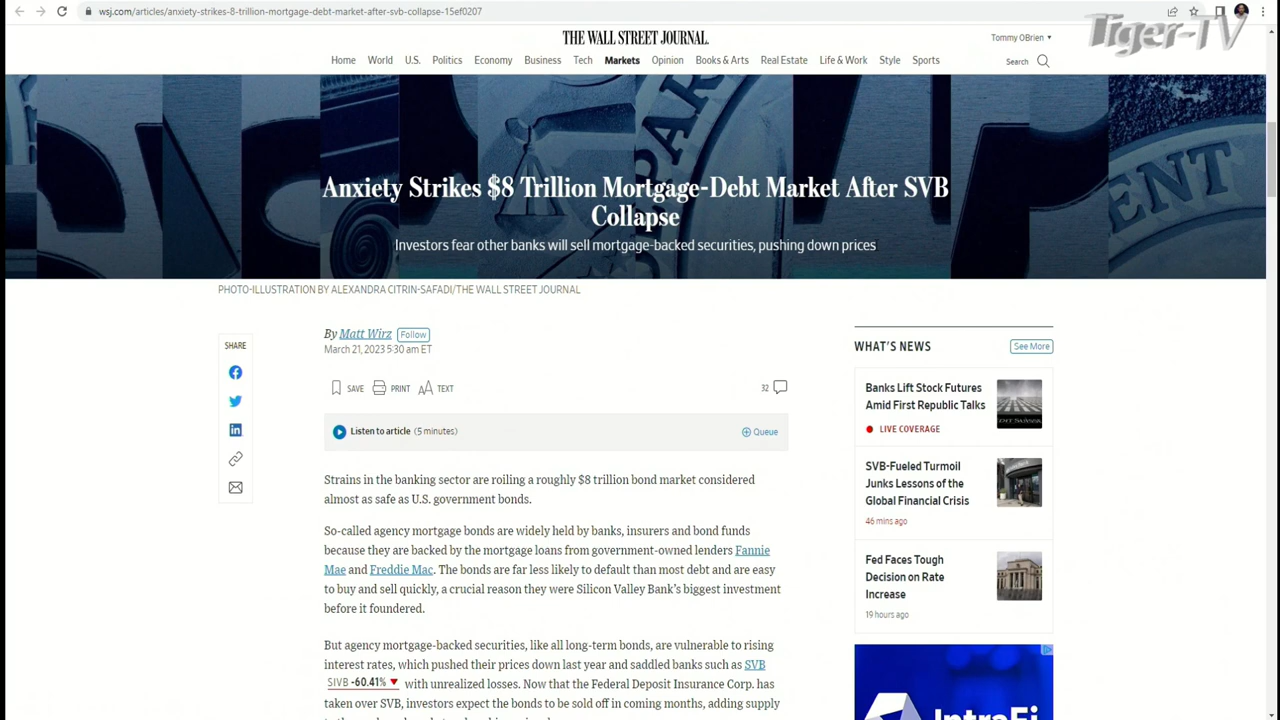 wsj.com/articles/anxiety-strikes-8-trillion-mortgage-debt-market-after-svb-collapse-15ef0207
Tiger-TV
THE WALL STREET JOURNAL.
Tommy OBrien
Home World U.S. Politics Economy Business Tech Markets Opinion Books & Arts Real Estate Life & Work Style Sports
Search
Anxiety Strikes $8 Trillion Mortgage-Debt Market After SVB
Collapse
Investors fear other banks will sell mortgage-backed securities, pushing down prices
PHOTO-ILLUSTRATION BY ALEXANDRA CITRIN-SAFADI/THE WALL STREET JOURNAL
SHARE
By Matt Wirz Follow
March 21, 2023 5:30 am ET
SAVE PRINT AA TEXT
32
Listen to article (5 minutes)
Queue
Strains in the banking sector are roiling a roughly $8 trillion bond market considered
almost as safe as U.S. government bonds.
So-called agency mortgage bonds are widely held by banks, insurers and bond funds
because they are backed by the mortgage loans from government-owned lenders Fannie
Mae and Freddie Mac. The bonds are far less likely to default than most debt and are easy
to buy and sell quickly, a crucial reason they were Silicon Valley Bank's biggest investment
before it foundered.
But agency mortgage-backed securities, like all long-term bonds, are vulnerable to rising
interest rates, which pushed their prices down last year and saddled banks such as SVB
SIVB -60.41% with unrealized losses. Now that the Federal Deposit Insurance Corp. has
taken over SVB, investors expect the bonds to be sold off in coming months, adding supply
WHAT'S NEWS
See More
Banks Lift Stock Futures
Amid First Republic Talks
LIVE COVERAGE
SVB-Fueled Turmoil
Junks Lessons of the
Global Financial Crisis
46 mins ago
Fed Faces Tough
Decision on Rate
Increase
19 hours ago
IntraFi